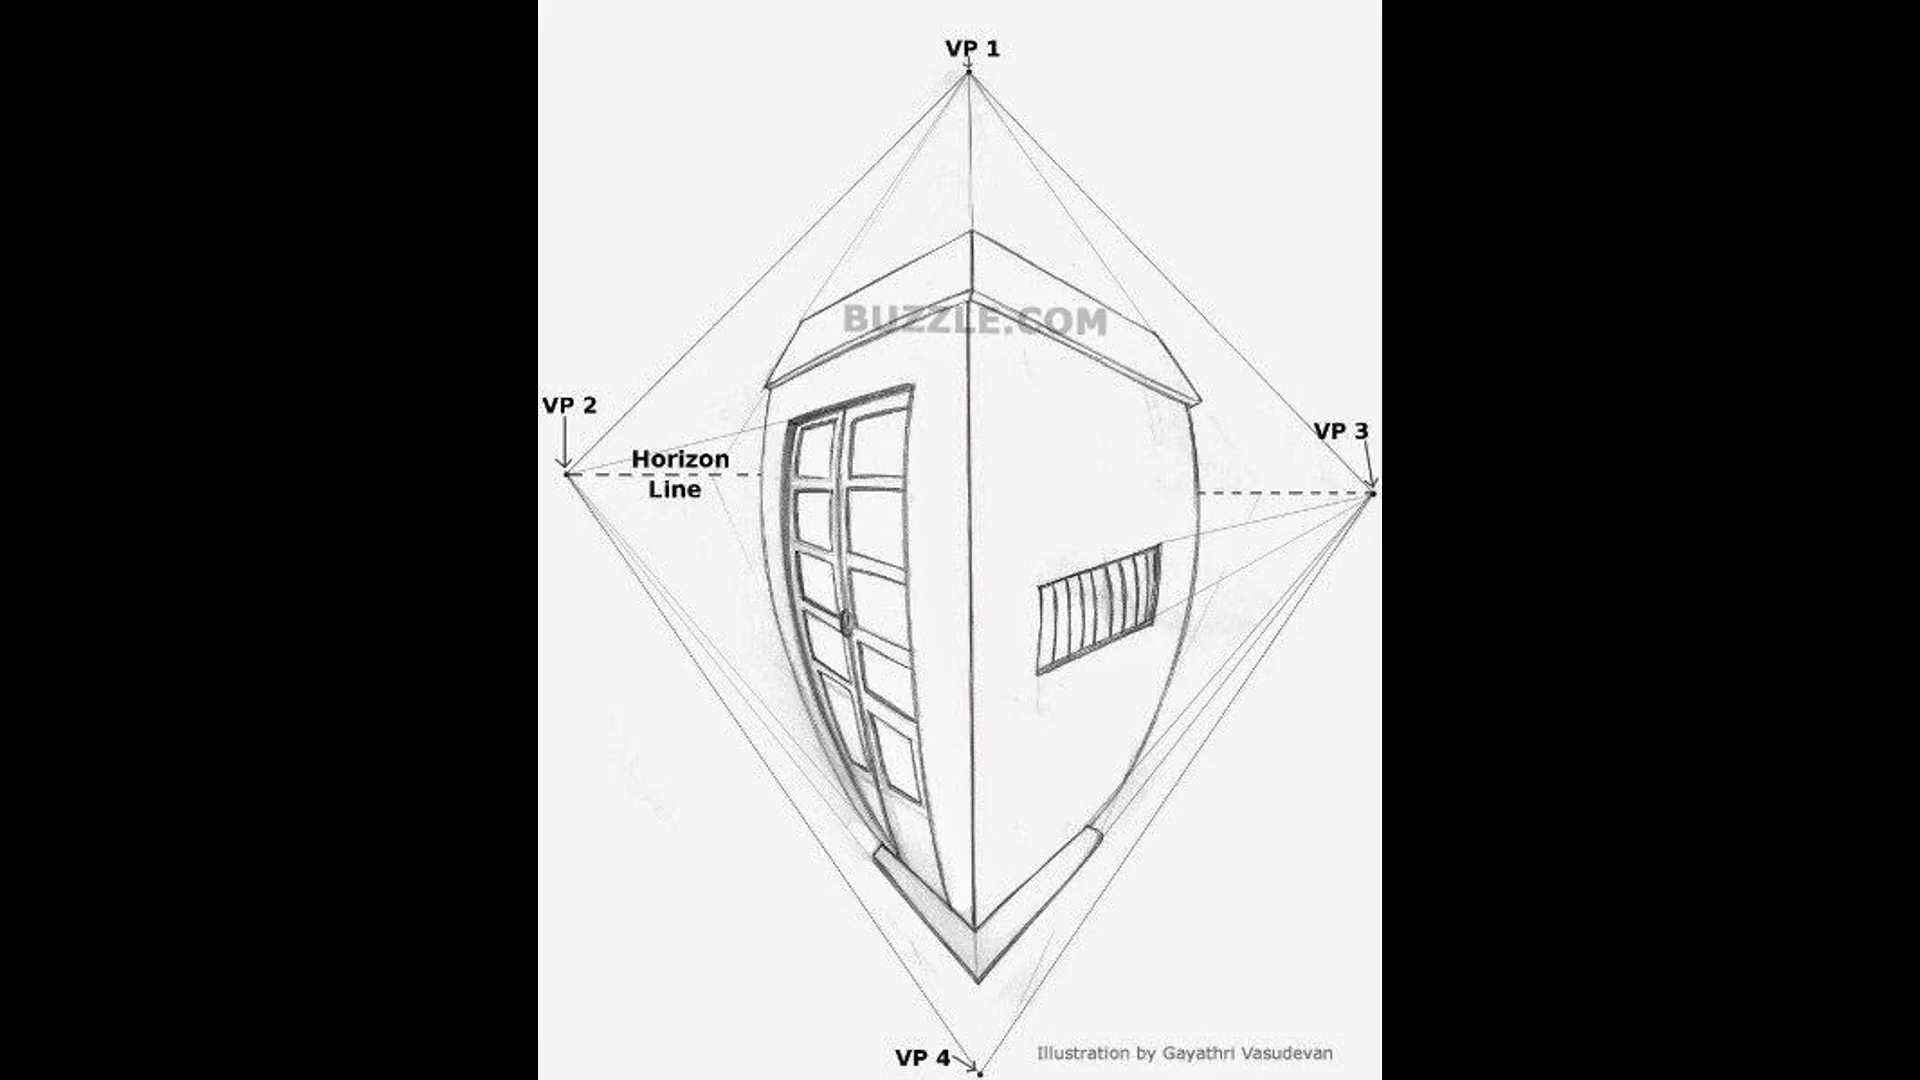 VP 1
BUZZLE.COM
VP 2
VP 3
Horizon
Line
VP 4
Illustration by Gayathri Vasudevan